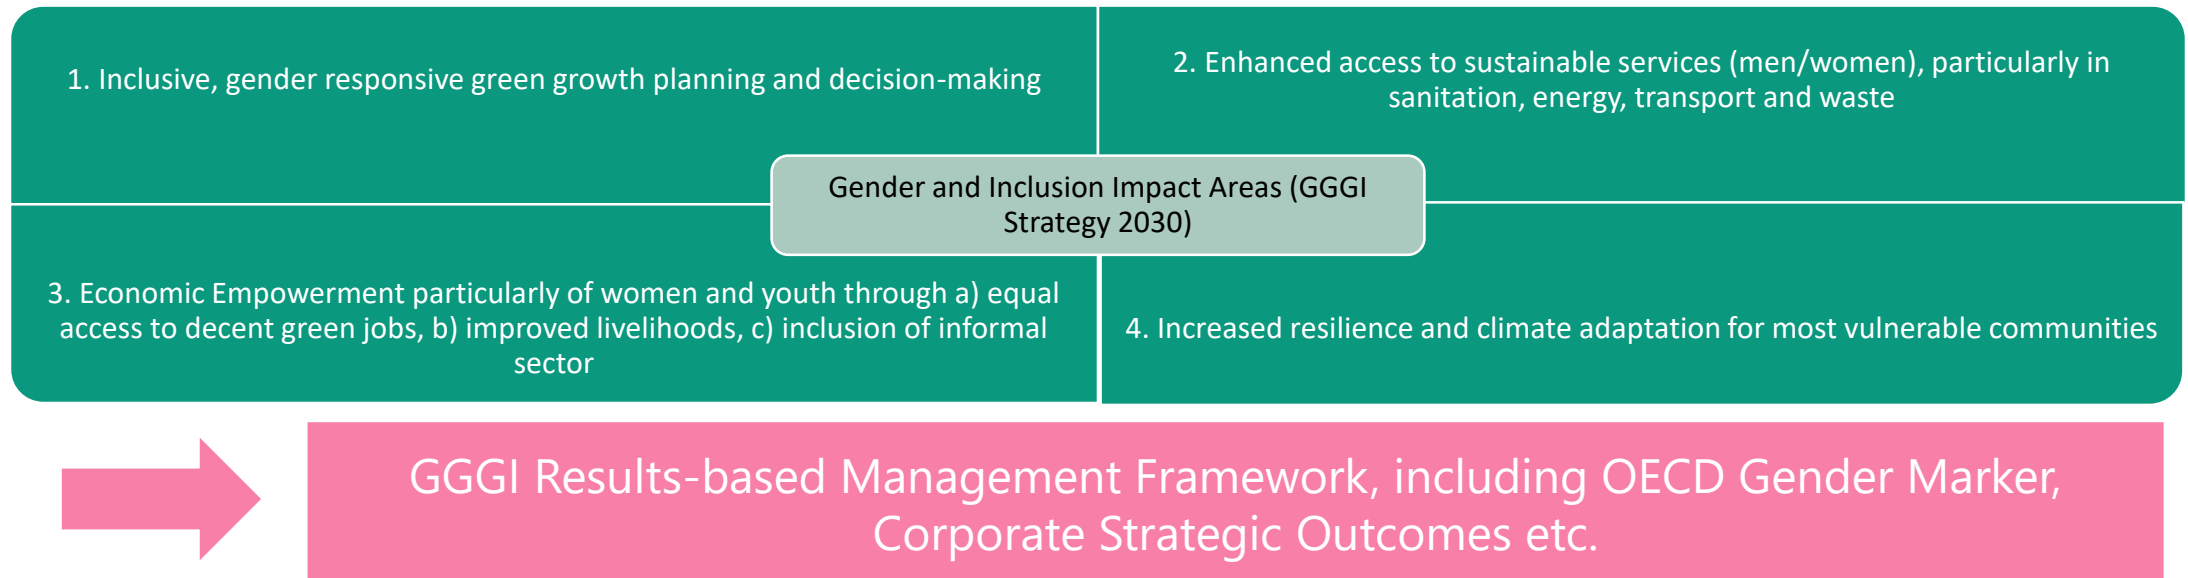 1. Inclusive, gender responsive green growth planning and decision-making
2. Enhanced access to sustainable services (men/women), particularly in
sanitation, energy, transport and waste
Gender and Inclusion Impact Areas (GGGI
Strategy 2030)
3. Economic Empowerment particularly of women and youth through a) equal
access to decent green jobs, b) improved livelihoods, c) inclusion of informal
sector
4. Increased resilience and climate adaptation for most vulnerable communities
GGGI Results-based Management Framework, including OECD Gender Marker,
Corporate Strategic Outcomes etc.